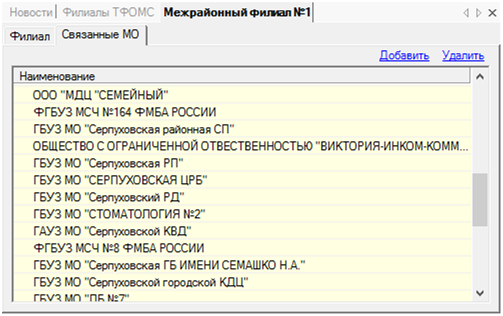 Новости Филиалы ТФОМС Межрайонный филиал №1
Филиал Связанные МО
Добавить Удалить
Наименование
ООО "МДЦ "СЕМЕЙНЫЙ"
ФГБУЗ МСЧ №164 ФМБА РОССИИ
ГБУЗ МО "Серпуховская районная СП"
ОБЩЕСТВО С ОГРАНИЧЕННОЙ ОТВЕСТВЕННОСТЬЮ "ВИКТОРИЯ-ИНКОМ-КОММ...
ГБУЗ МО "Серпуховская РП"
ГБУЗ МО "СЕРПУХОВСКАЯ ЦРБ"
ГБУЗ МО "Серпуховский РД"
ГБУЗ МО "СТОМАТОЛОГИЯ №2"
ГАУЗ МО "Серпуховской КВД"
ФГБУЗ МСЧ №8 ФМБА РОССИИ
ГБУЗ МО "Серпуховская ГБ ИМЕНИ СЕМАШКО Н.А."
ГБУЗ МО "Серпуховской городской КДЦ"
ГБУЗ МО "ПБ №7"